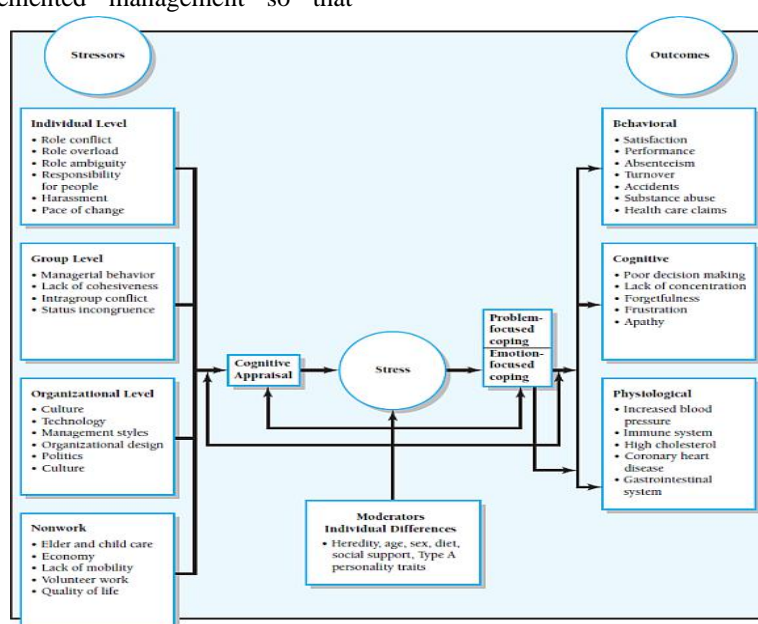 emented management so that
Stressors
Outcomes
Individual Level
• Role conflict
• Role overload
• Role ambiguity
• Responsibility
for people
• Harassment
• Pace of change
Group Level
• Managerial behavior
• Lack of cohesiveness
• Intragroup conflict
• Status incongruence
Organizational Level
• Culture
• Technology
• Management styles
• Organizational design
• Politics
• Culture
Nonwork
• Elder and child care
• Economy
• Lack of mobility
• Volunteer work
• Quality of life
Cognitive
Appraisal
Stress
Problem-
focused
coping
Emotion-
focused
coping
Moderators
Individual Differences
• Heredity, age, sex, diet,
social support, Type A
personality traits
Behavioral
• Satisfaction
• Performance
• Absenteeism
• Turnover
• Accidents
• Substance abuse
• Health care claims
Cognitive
• Poor decision making
• Lack of concentration
• Forgetfulness
• Frustration
• Apathy
Physiological
• Increased blood
pressure
• Immune system
• High cholesterol
• Coronary heart
disease
• Gastrointestinal
system